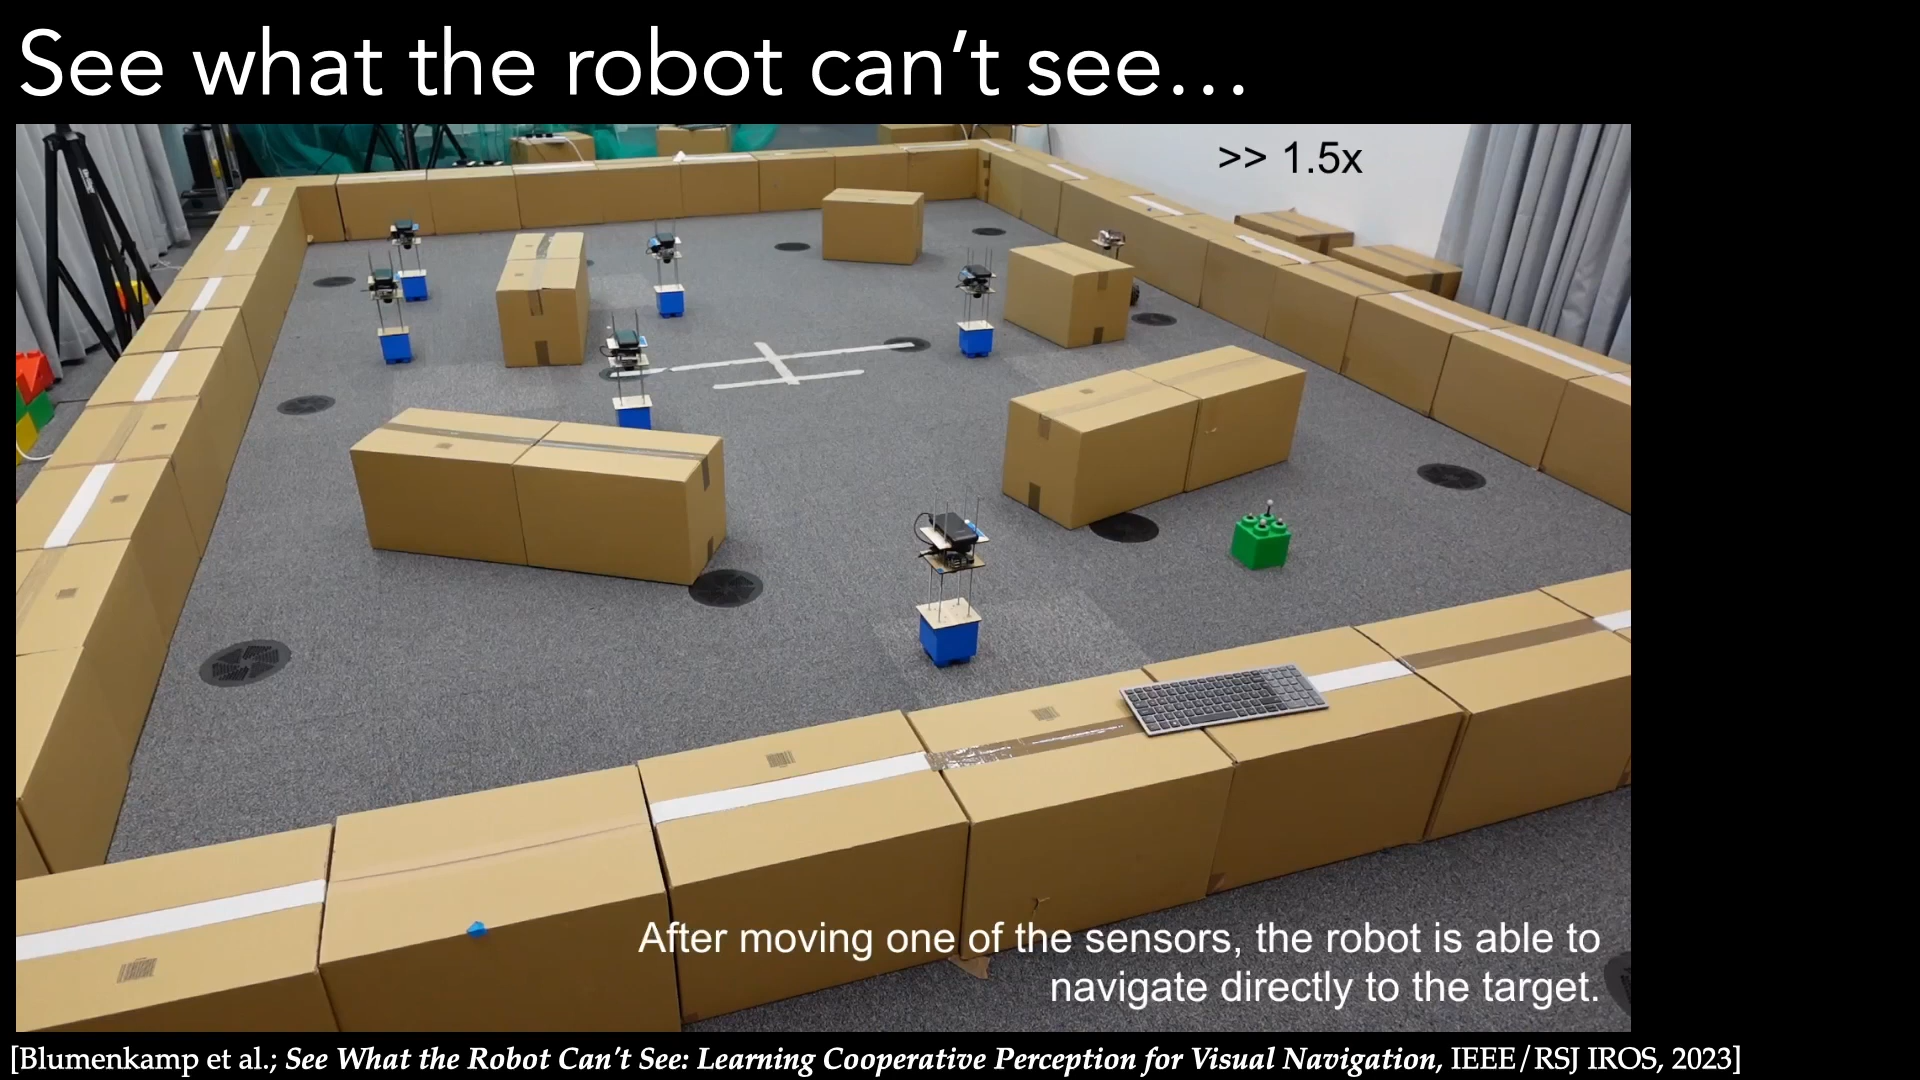 See what the robot can't see…
>> 1.5x
After moving one of the sensors, the robot is able to
navigate directly to the target.
[Blumenkamp et al.; See What the Robot Can't See: Learning Cooperative Perception for Visual Navigation, IEEE/RSJ IROS, 2023]